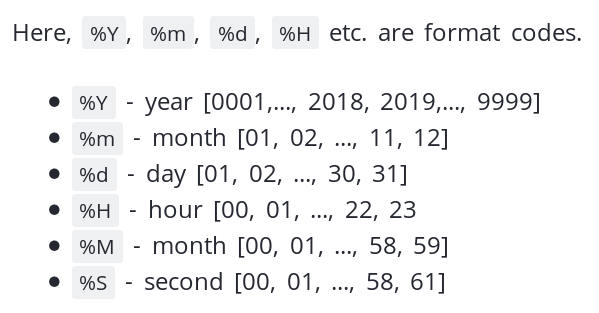 Here, %Y, %m, %d, %H etc. are format codes.
• %Y - year [0001,..., 2018, 2019,..., 9999]
• %m - month [01, 02, ..., 11, 12]
• %d - day [01, 02, ..., 30, 31]
• %H - hour [00, 01, ..., 22, 23
• %M - month [00, 01, ..., 58, 59]
• %S - second [00, 01, ..., 58, 61]